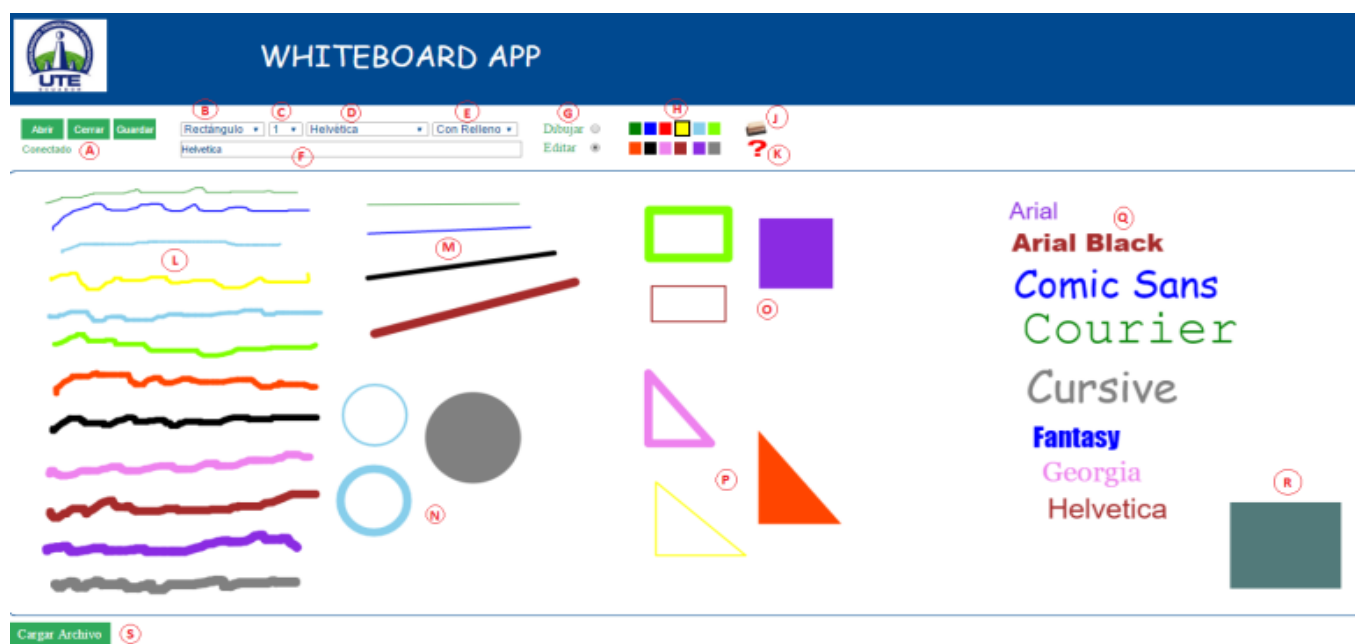 UTE
ECUADOR
WHITEBOARD APP
B C D E G H J
Abrir Cerrar Guardar
Rectángulo 1 Helvética Con Relleno Dibujar
Conectado A
Helvetica F Editar ? K
L
M
N
O
P
Arial Q
Arial Black
Comic Sans
Courier
Cursive
Fantasy
Georgia
Helvetica
R
Cargar Archivo S